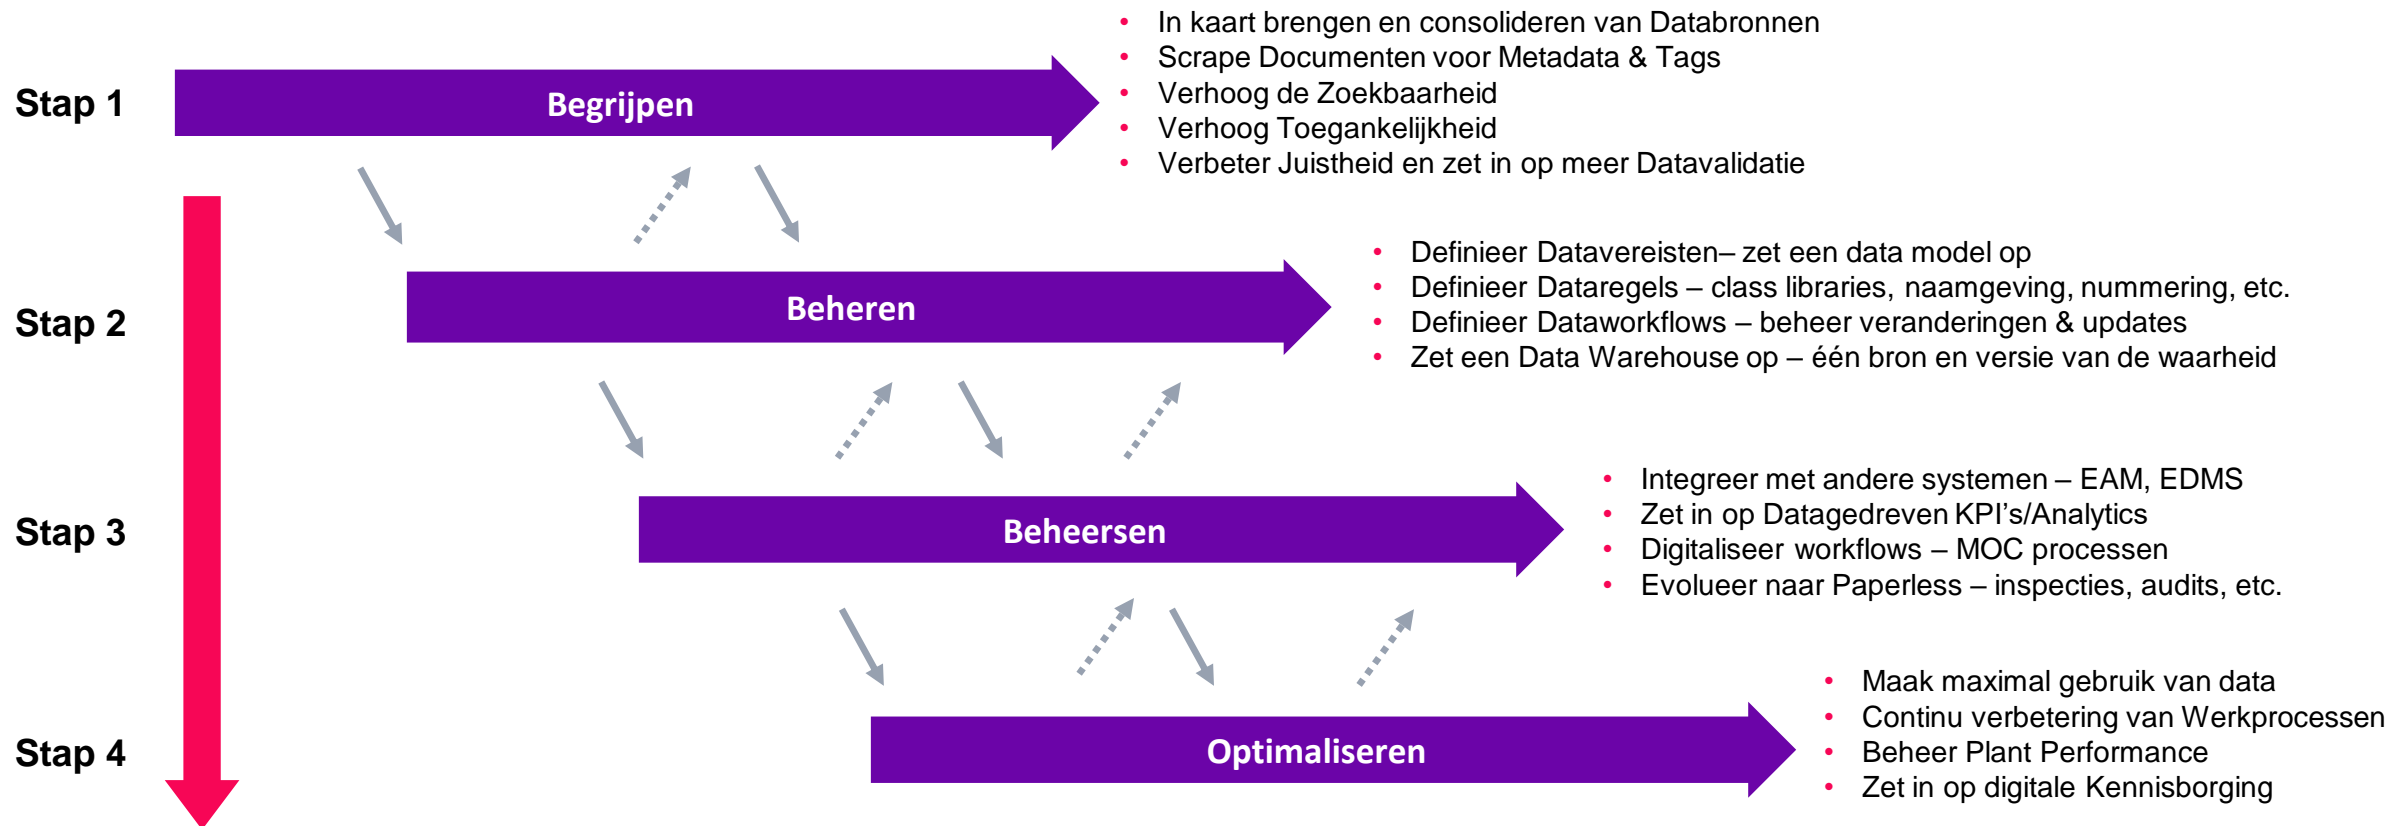 Stap 1
Begrijpen
• In kaart brengen en consolideren van Databronnen
• Scrape Documenten voor Metadata & Tags
• Verhoog de Zoekbaarheid
• Verhoog Toegankelijkheid
• Verbeter Juistheid en zet in op meer Datavalidatie
Stap 2
Beheren
• Definieer Datavereisten– zet een data model op
• Definieer Dataregels – class libraries, naamgeving, nummering, etc.
• Definieer Dataworkflows – beheer veranderingen & updates
• Zet een Data Warehouse op – één bron en versie van de waarheid
Stap 3
Beheersen
• Integreer met andere systemen – EAM, EDMS
• Zet in op Datagedreven KPI’s/Analytics
• Digitaliseer workflows – MOC processen
• Evolueer naar Paperless – inspecties, audits, etc.
Stap 4
Optimaliseren
• Maak maximal gebruik van data
• Continu verbetering van Werkprocessen
• Beheer Plant Performance
• Zet in op digitale Kennisborging